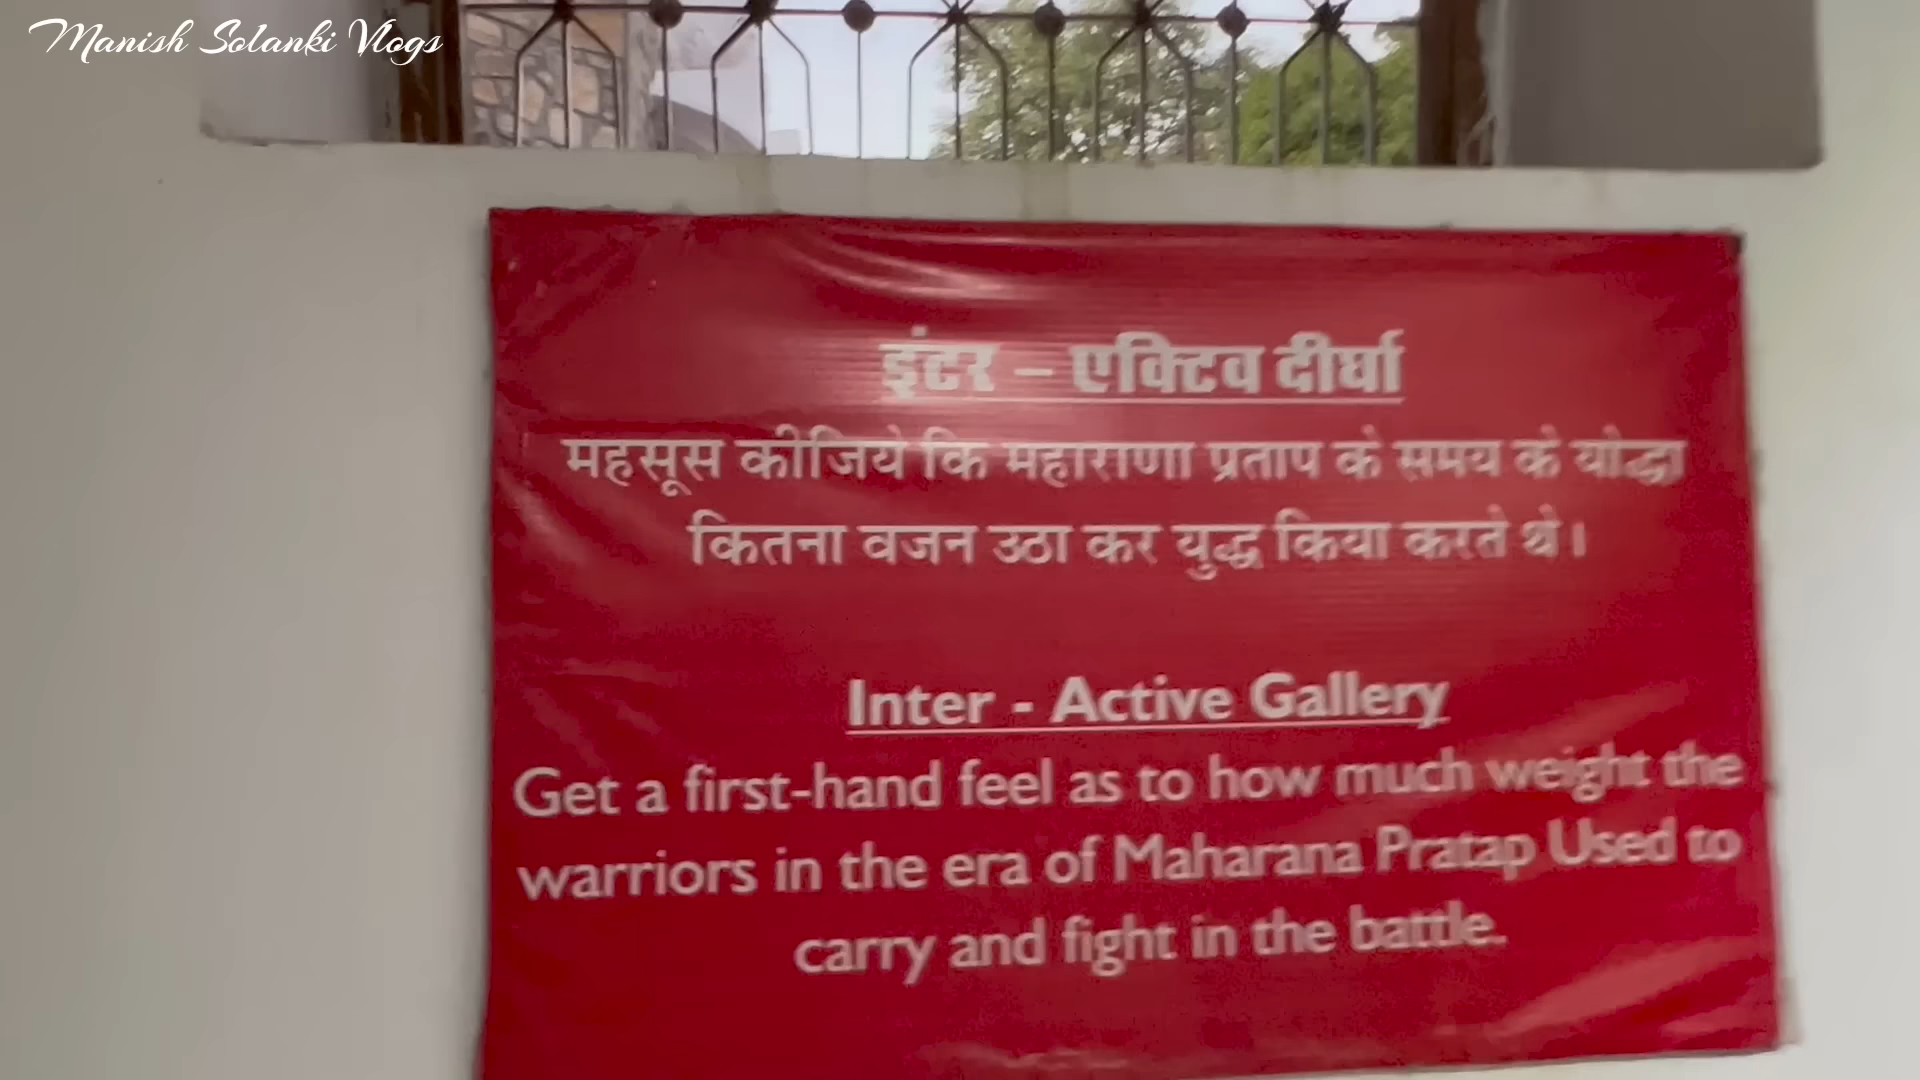 Manish Solanki Vlogs
इंटर - एक्टिव दीर्घा
महसूस कीजिये कि महाराणा प्रताप के समय के योद्धा
कितना वजन उठा कर युद्ध किया करते थे।
Inter - Active Gallery
Get a first-hand feel as to how much weight the
warriors in the era of Maharana Pratap Used to
carry and fight in the battle.